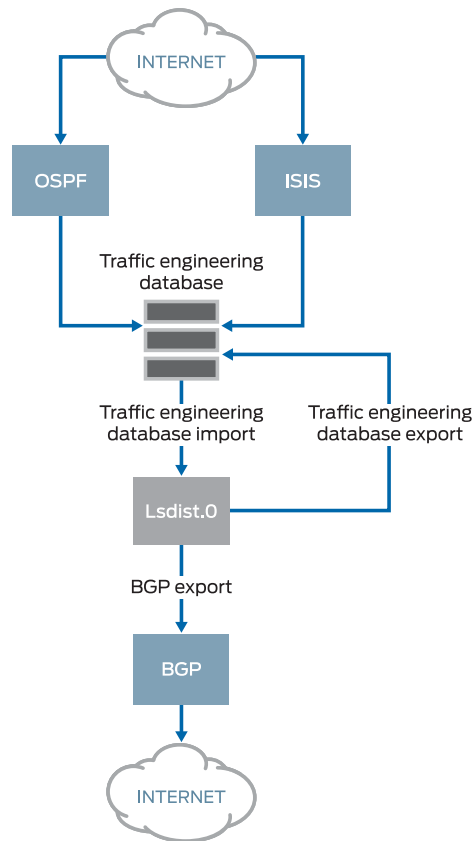 INTERNET
OSPF
ISIS
Traffic engineering
database
Traffic engineering
database import
Traffic engineering
database export
Lsdist.0
BGP export
BGP
INTERNET